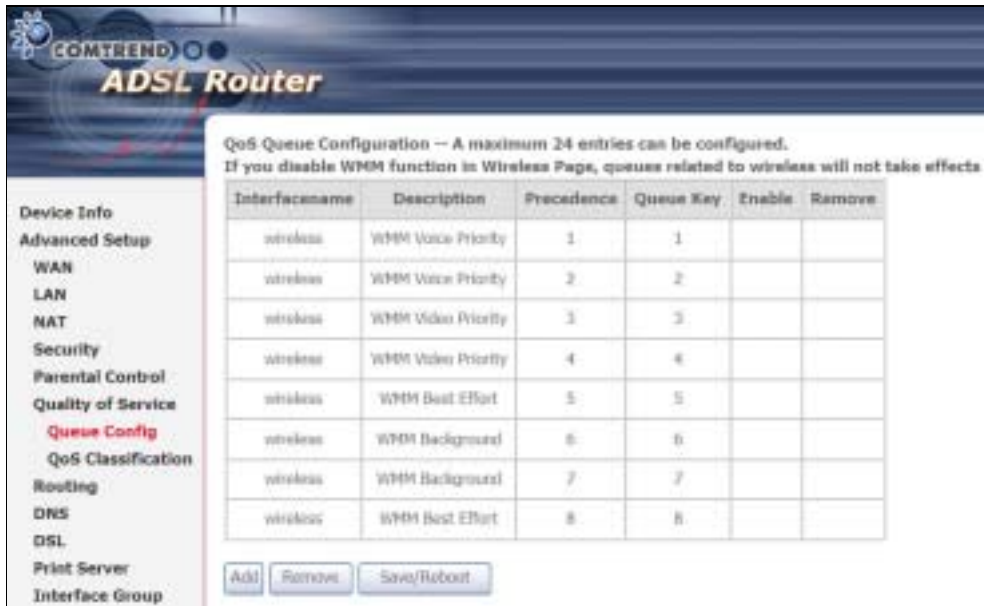 COMTREND
ADSL Router
QoS Queue Configuration -- A maximum 24 entries can be configured.
If you disable WMM function in Wireless Page, queues related to wireless will not take effects
Interfacename Description Precedence Queue Key Enable Remove
wireless WMM Voice Priority 1 1
wireless WMM Voice Priority 2 2
wireless WMM Video Priority 3 3
wireless WMM Video Priority 4 4
wireless WMM Best Effort 5 5
wireless WMM Background 6 6
wireless WMM Background 7 7
wireless WMM Best Effort 8 8
Add Remove Save/Reboot
Device Info
Advanced Setup
WAN
LAN
NAT
Security
Parental Control
Quality of Service
Queue Config
QoS Classification
Routing
DNS
DSL
Print Server
Interface Group